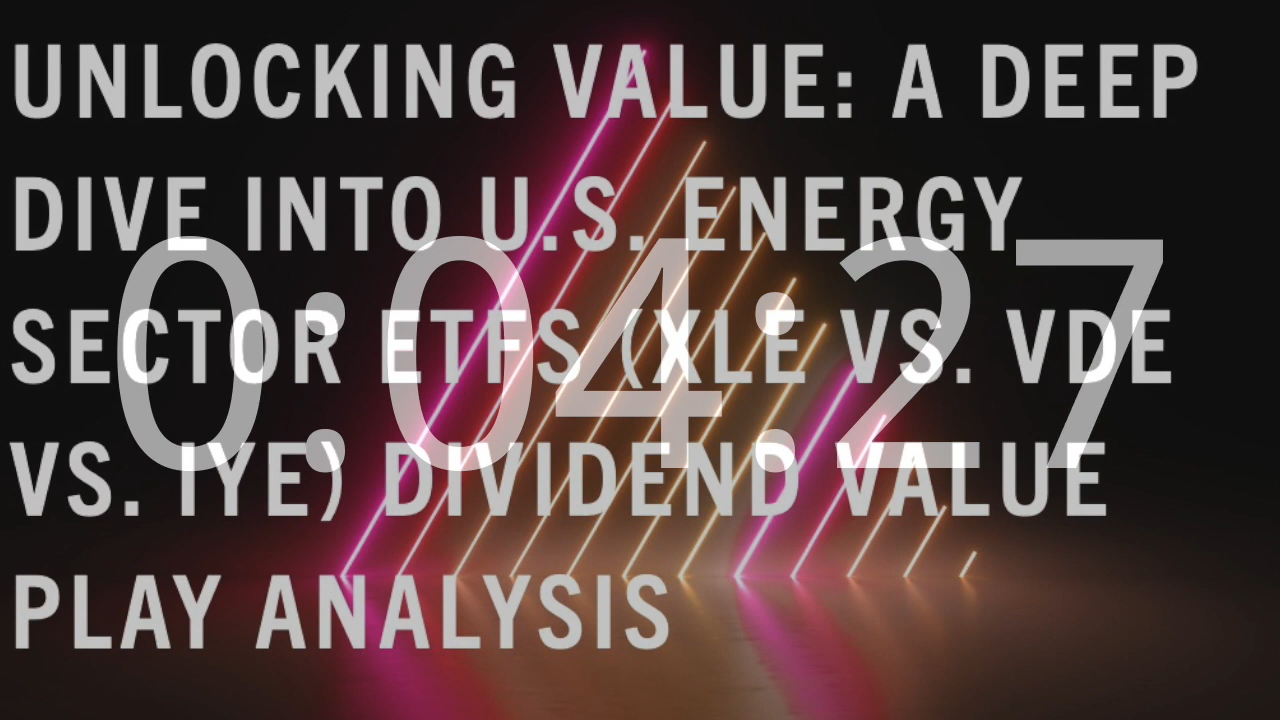 UNLOCKING VALUE: A DEEP
DIVE INTO U.S. ENERGY
0:04:27
SECTOR ETFS (XLE VS. VDE
VS. IYE) DIVIDEND VALUE
PLAY ANALYSIS